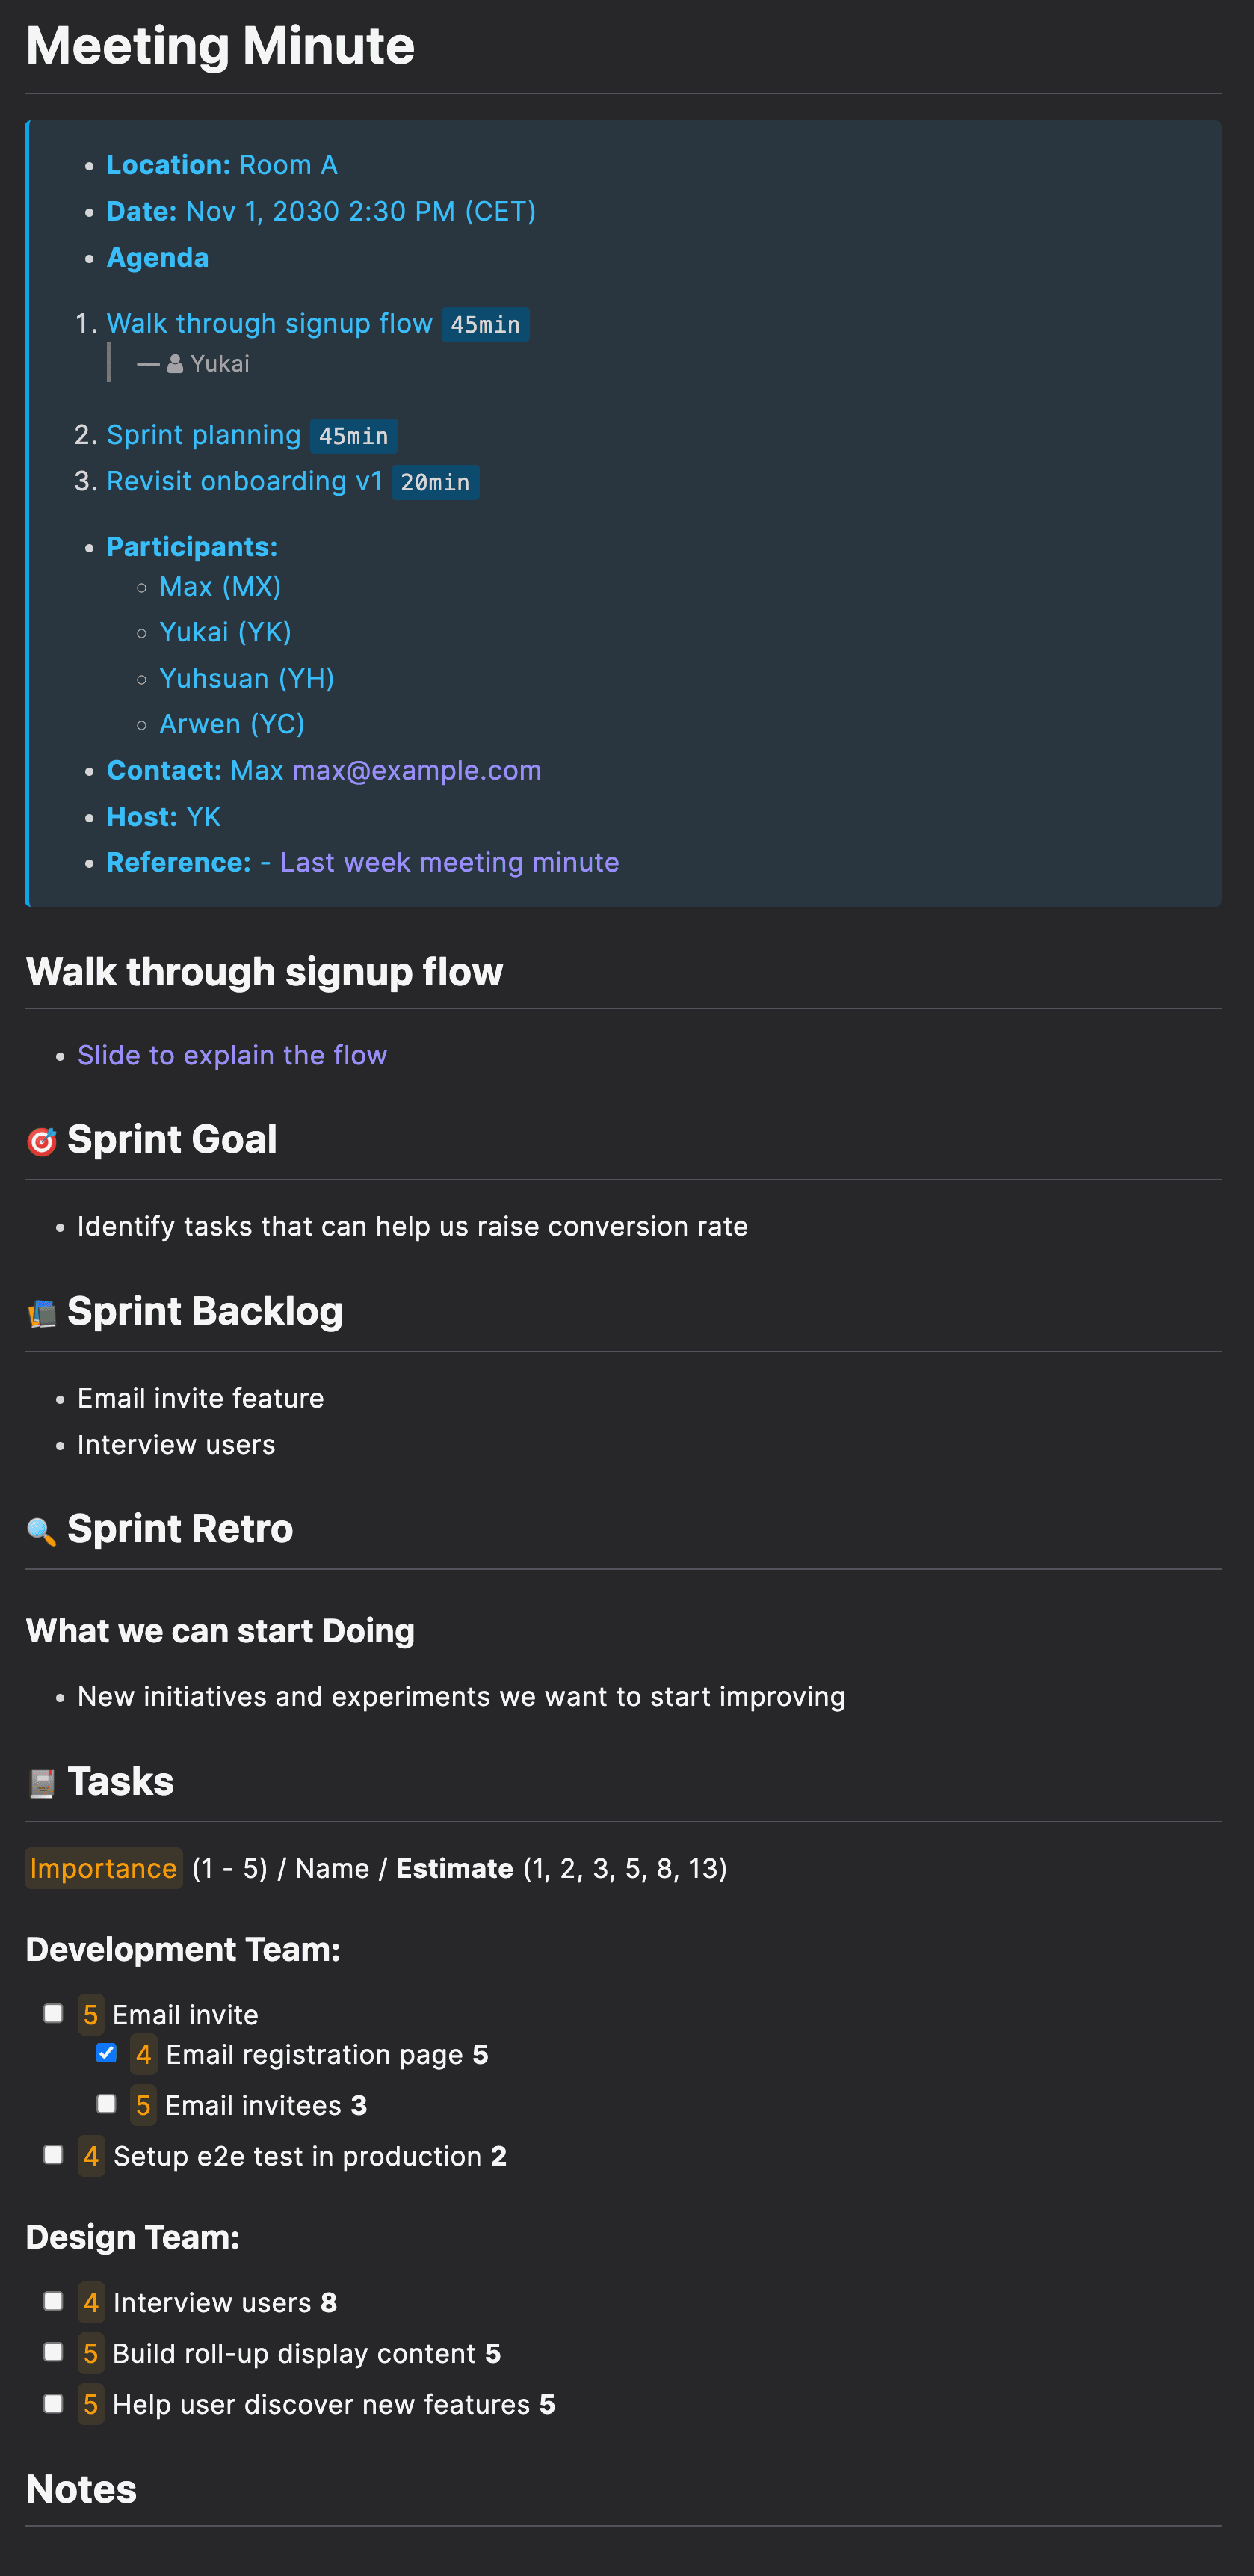 Meeting Minute
• Location: Room A
• Date: Nov 1, 2030 2:30 PM (CET)
• Agenda
1. Walk through signup flow 45min
— Yukai
2. Sprint planning 45min
3. Revisit onboarding v1 20min
• Participants:
◦ Max (MX)
◦ Yukai (YK)
◦ Yuhsuan (YH)
◦ Arwen (YC)
• Contact: Max max@example.com
• Host: YK
• Reference: - Last week meeting minute
Walk through signup flow
• Slide to explain the flow
🎯 Sprint Goal
• Identify tasks that can help us raise conversion rate
Sprint Backlog
• Email invite feature
• Interview users
🔍 Sprint Retro
What we can start Doing
• New initiatives and experiments we want to start improving
Tasks
Importance (1 - 5) / Name / Estimate (1, 2, 3, 5, 8, 13)
Development Team:
5 Email invite
4 Email registration page 5
5 Email invitees 3
4 Setup e2e test in production 2
Design Team:
4 Interview users 8
5 Build roll-up display content 5
5 Help user discover new features 5
Notes